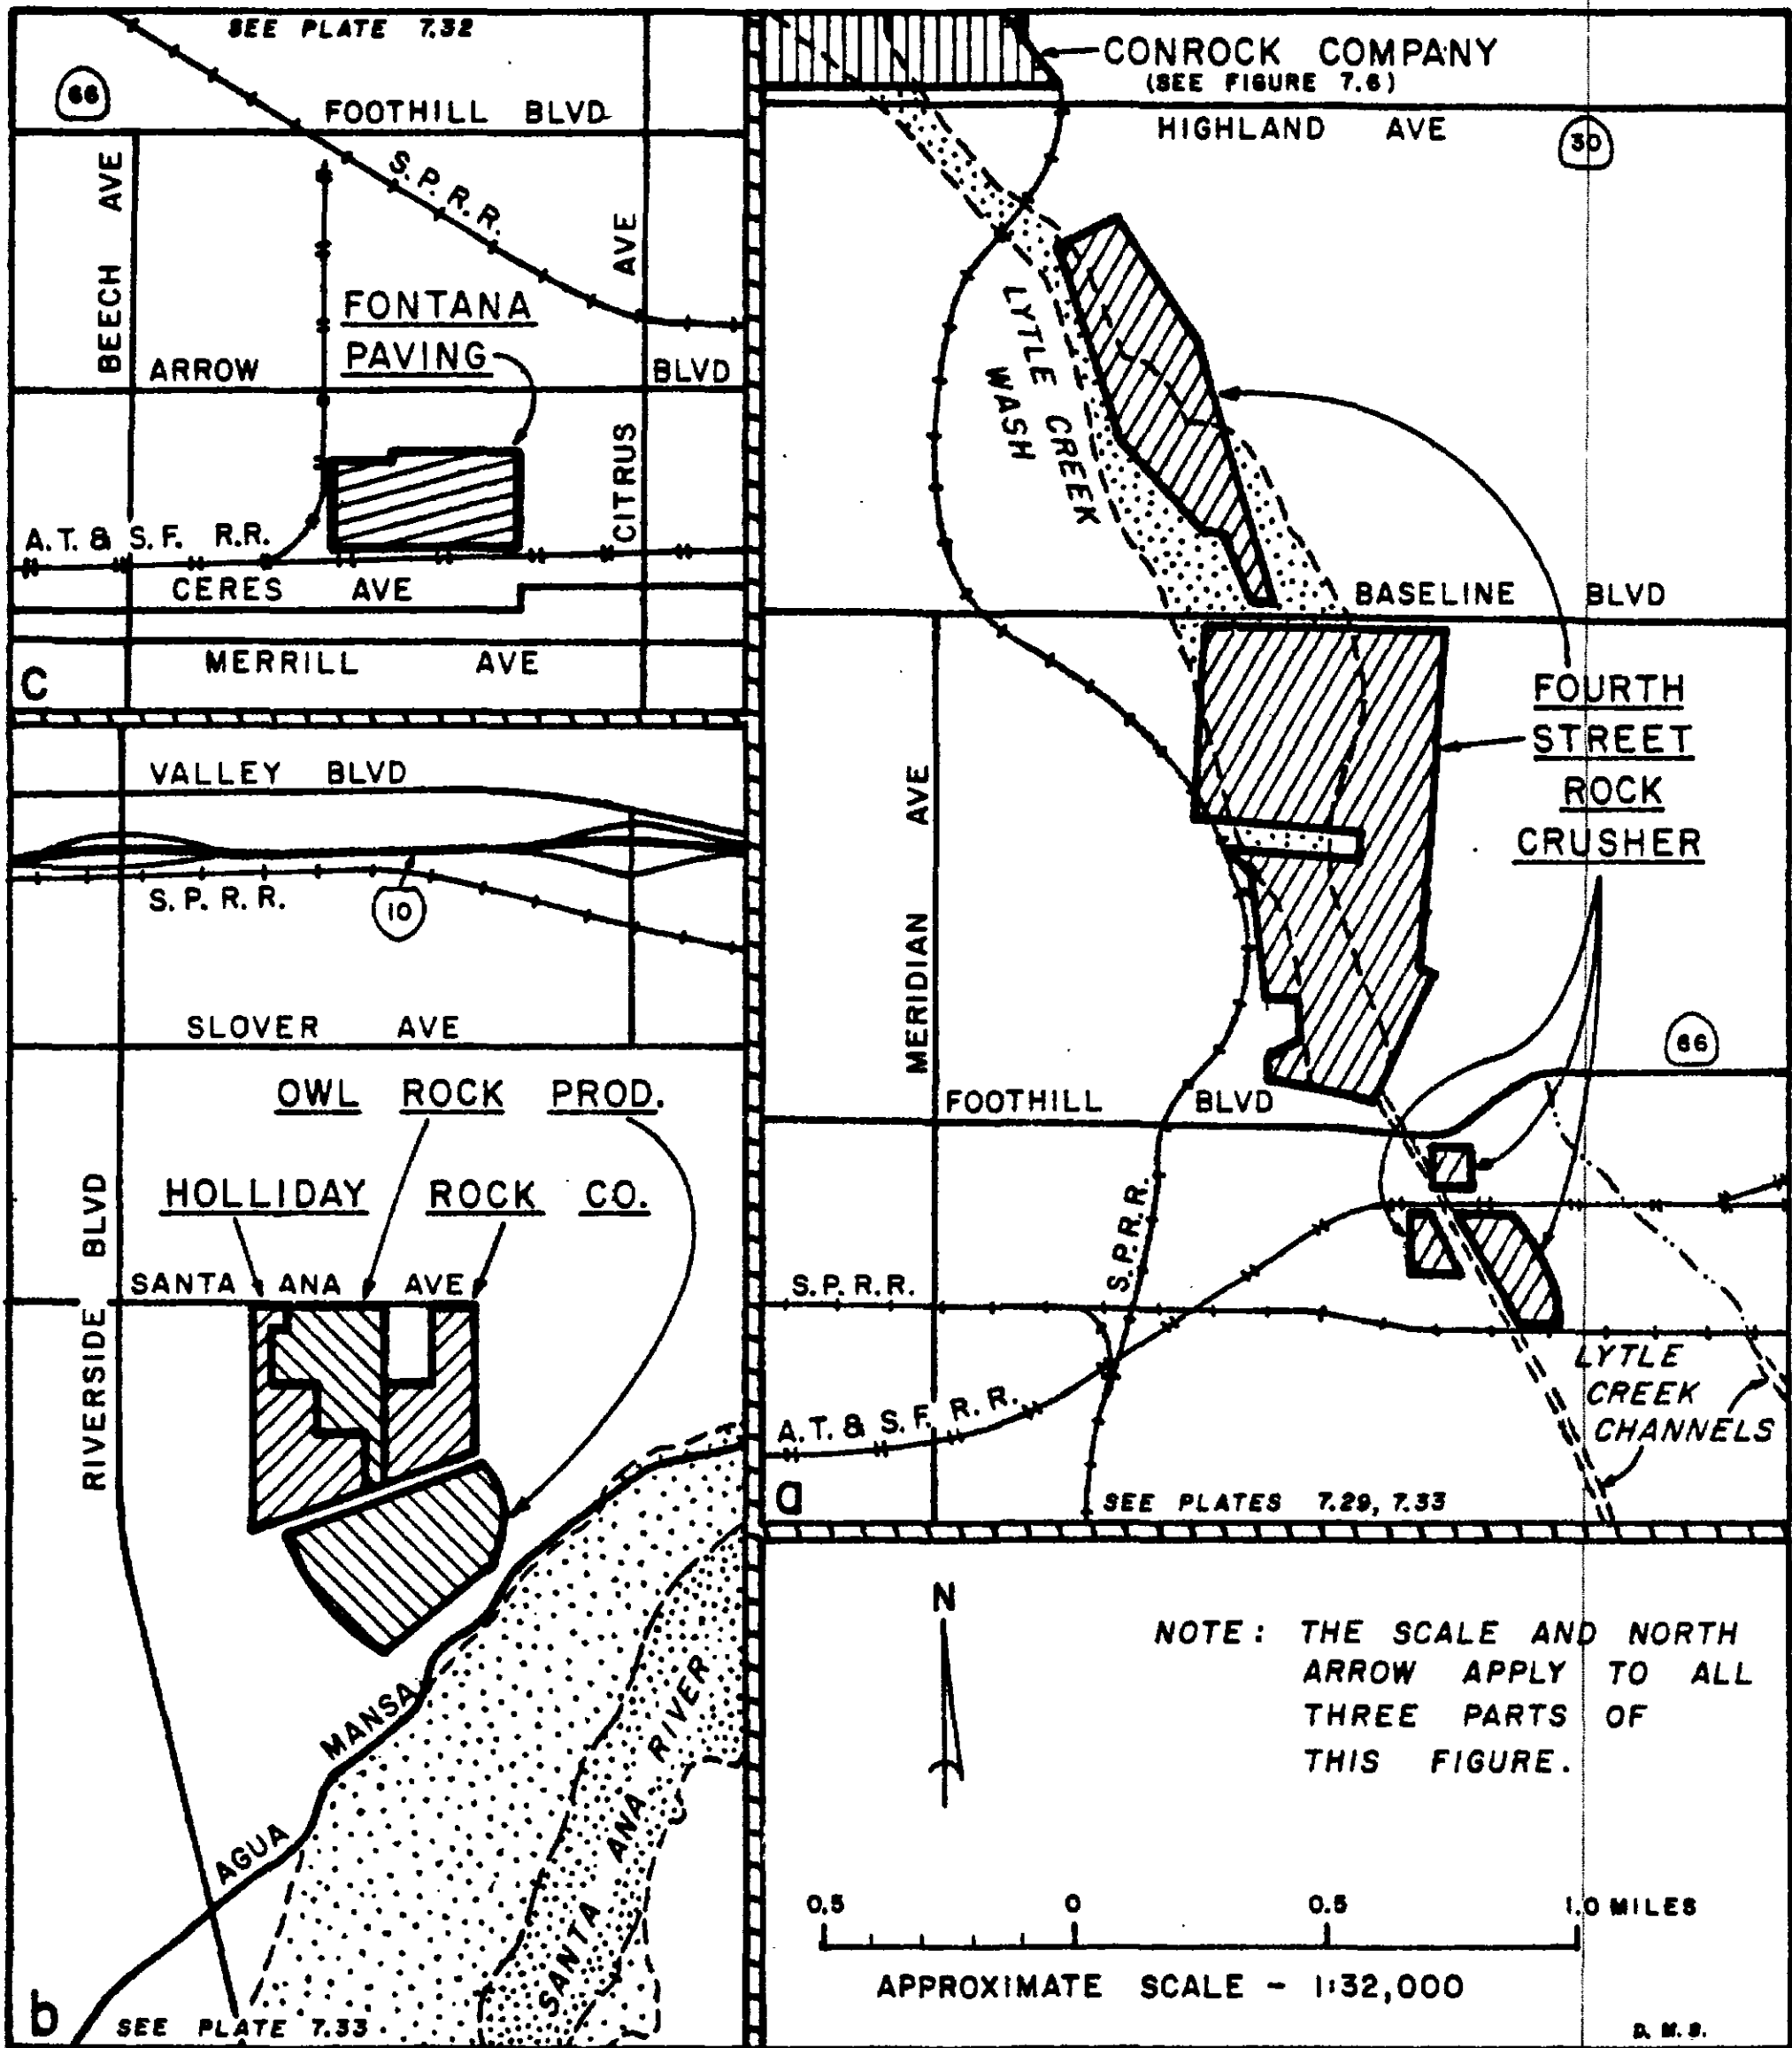 SEE PLATE 7.32
66
FOOTHILL BLVD
BEECH AVE
S.P.R.R.
AVE
CITRUS
FONTANA
PAVING
ARROW BLVD
A.T. & S.F. R.R.
CERES AVE
MERRILL AVE
c
VALLEY BLVD
S.P.R.R.
10
SLOVER AVE
OWL ROCK PROD.
HOLLIDAY ROCK CO.
RIVERSIDE BLVD
SANTA ANA AVE
AGUA MANSA
SANTA ANA RIVER
b
SEE PLATE 7.33
CONROCK COMPANY
(SEE FIGURE 7.6)
HIGHLAND AVE
30
LYTLE CREEK
WASH
BASELINE BLVD
FOURTH
STREET
ROCK
CRUSHER
MERIDIAN AVE
66
FOOTHILL BLVD
S.P.R.R.
S.P.R.R.
A.T. & S.F. R.R.
LYTLE
CREEK
CHANNELS
a
SEE PLATES 7.29, 7.33
N
NOTE: THE SCALE AND NORTH
ARROW APPLY TO ALL
THREE PARTS OF
THIS FIGURE.
0.5 0 0.5 1.0 MILES
APPROXIMATE SCALE - 1:32,000
D.M.S.